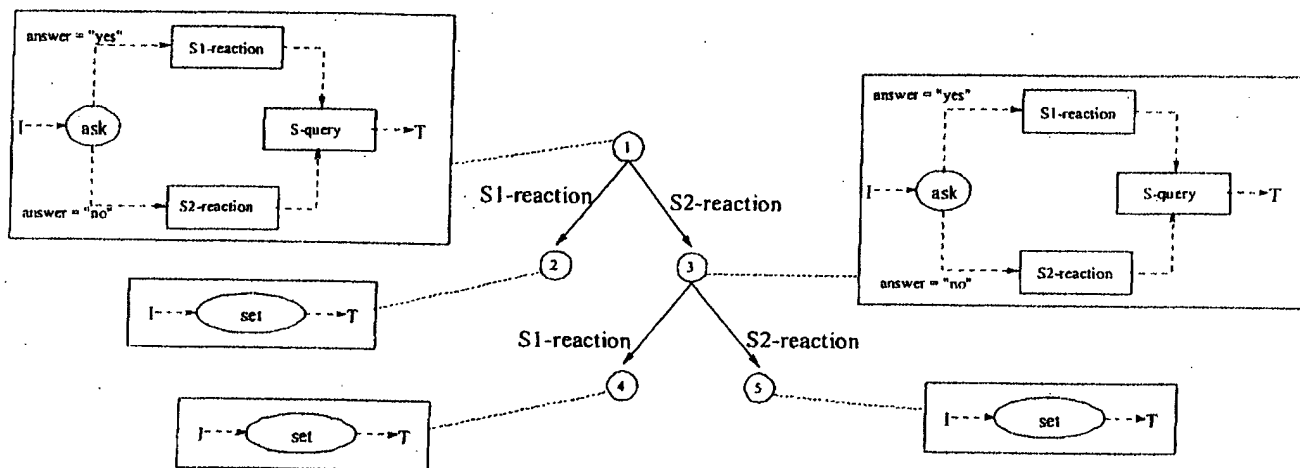 answer = "yes"
S1-reaction
I
ask
S-query
T
answer = "no"
S2-reaction
1
S1-reaction
S2-reaction
2
3
I
set
T
answer = "yes"
S1-reaction
I
ask
S-query
T
S2-reaction
answer = "no"
S1-reaction
S2-reaction
4
5
I
set
T
I
set
T